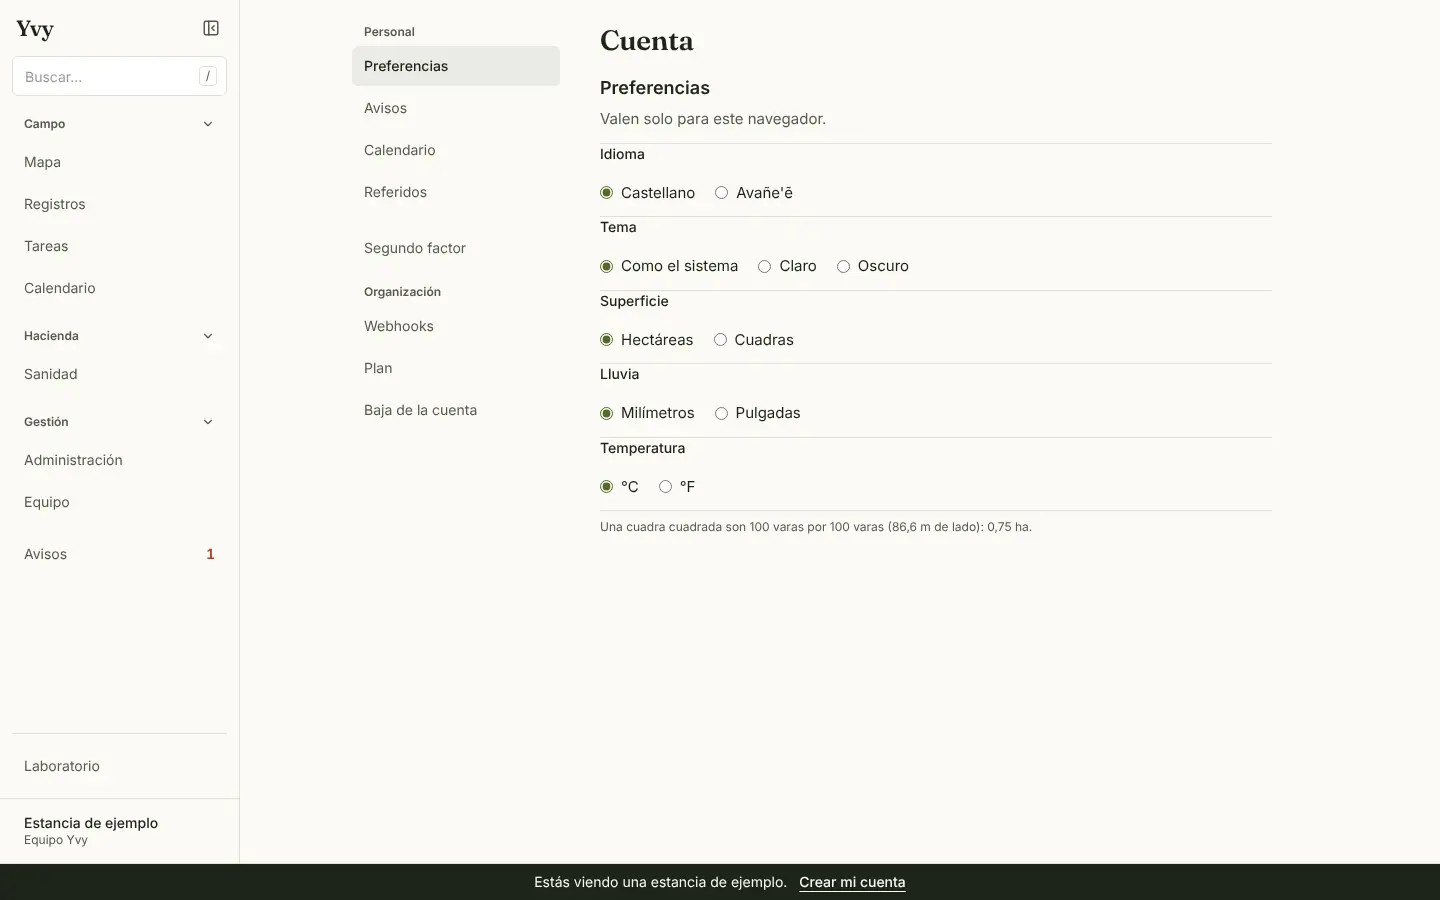 Yvy
Buscar... /
Campo
Mapa
Registros
Tareas
Calendario
Hacienda
Sanidad
Gestión
Administración
Equipo
Avisos 1
Laboratorio
Estancia de ejemplo
Equipo Yvy
Personal
Preferencias
Avisos
Calendario
Referidos
Segundo factor
Organización
Webhooks
Plan
Baja de la cuenta
Cuenta
Preferencias
Valen solo para este navegador.
Idioma
Castellano Avañe'ẽ
Tema
Como el sistema Claro Oscuro
Superficie
Hectáreas Cuadras
Lluvia
Milímetros Pulgadas
Temperatura
°C °F
Una cuadra cuadrada son 100 varas por 100 varas (86,6 m de lado): 0,75 ha.
Estás viendo una estancia de ejemplo. Crear mi cuenta